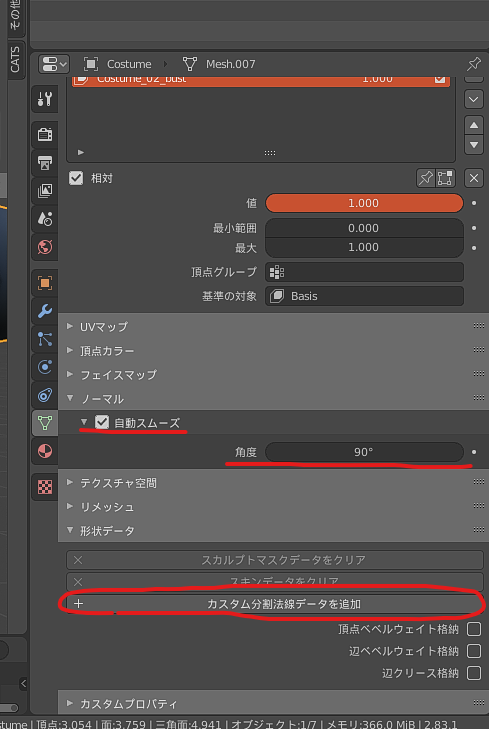 その他
CATS
Costume Mesh.007
Costume_02_bust 1.000
相対
値 1.000
最小範囲 0.000
最大 1.000
頂点グループ
基準の対象 Basis
UVマップ
頂点カラー
フェイスマップ
ノーマル
自動スムーズ
角度 90°
テクスチャ空間
リメッシュ
形状データ
スカルプトマスクデータをクリア
スキンデータをクリア
カスタム分割法線データを追加
頂点ベベルウェイト格納
辺ベベルウェイト格納
辺クリース格納
カスタムプロパティ
stume | 頂点:3,054 | 面:3,759 | 三角面:4,941 | オブジェクト:1/7 | メモリ:366.0 MiB | 2.83.1